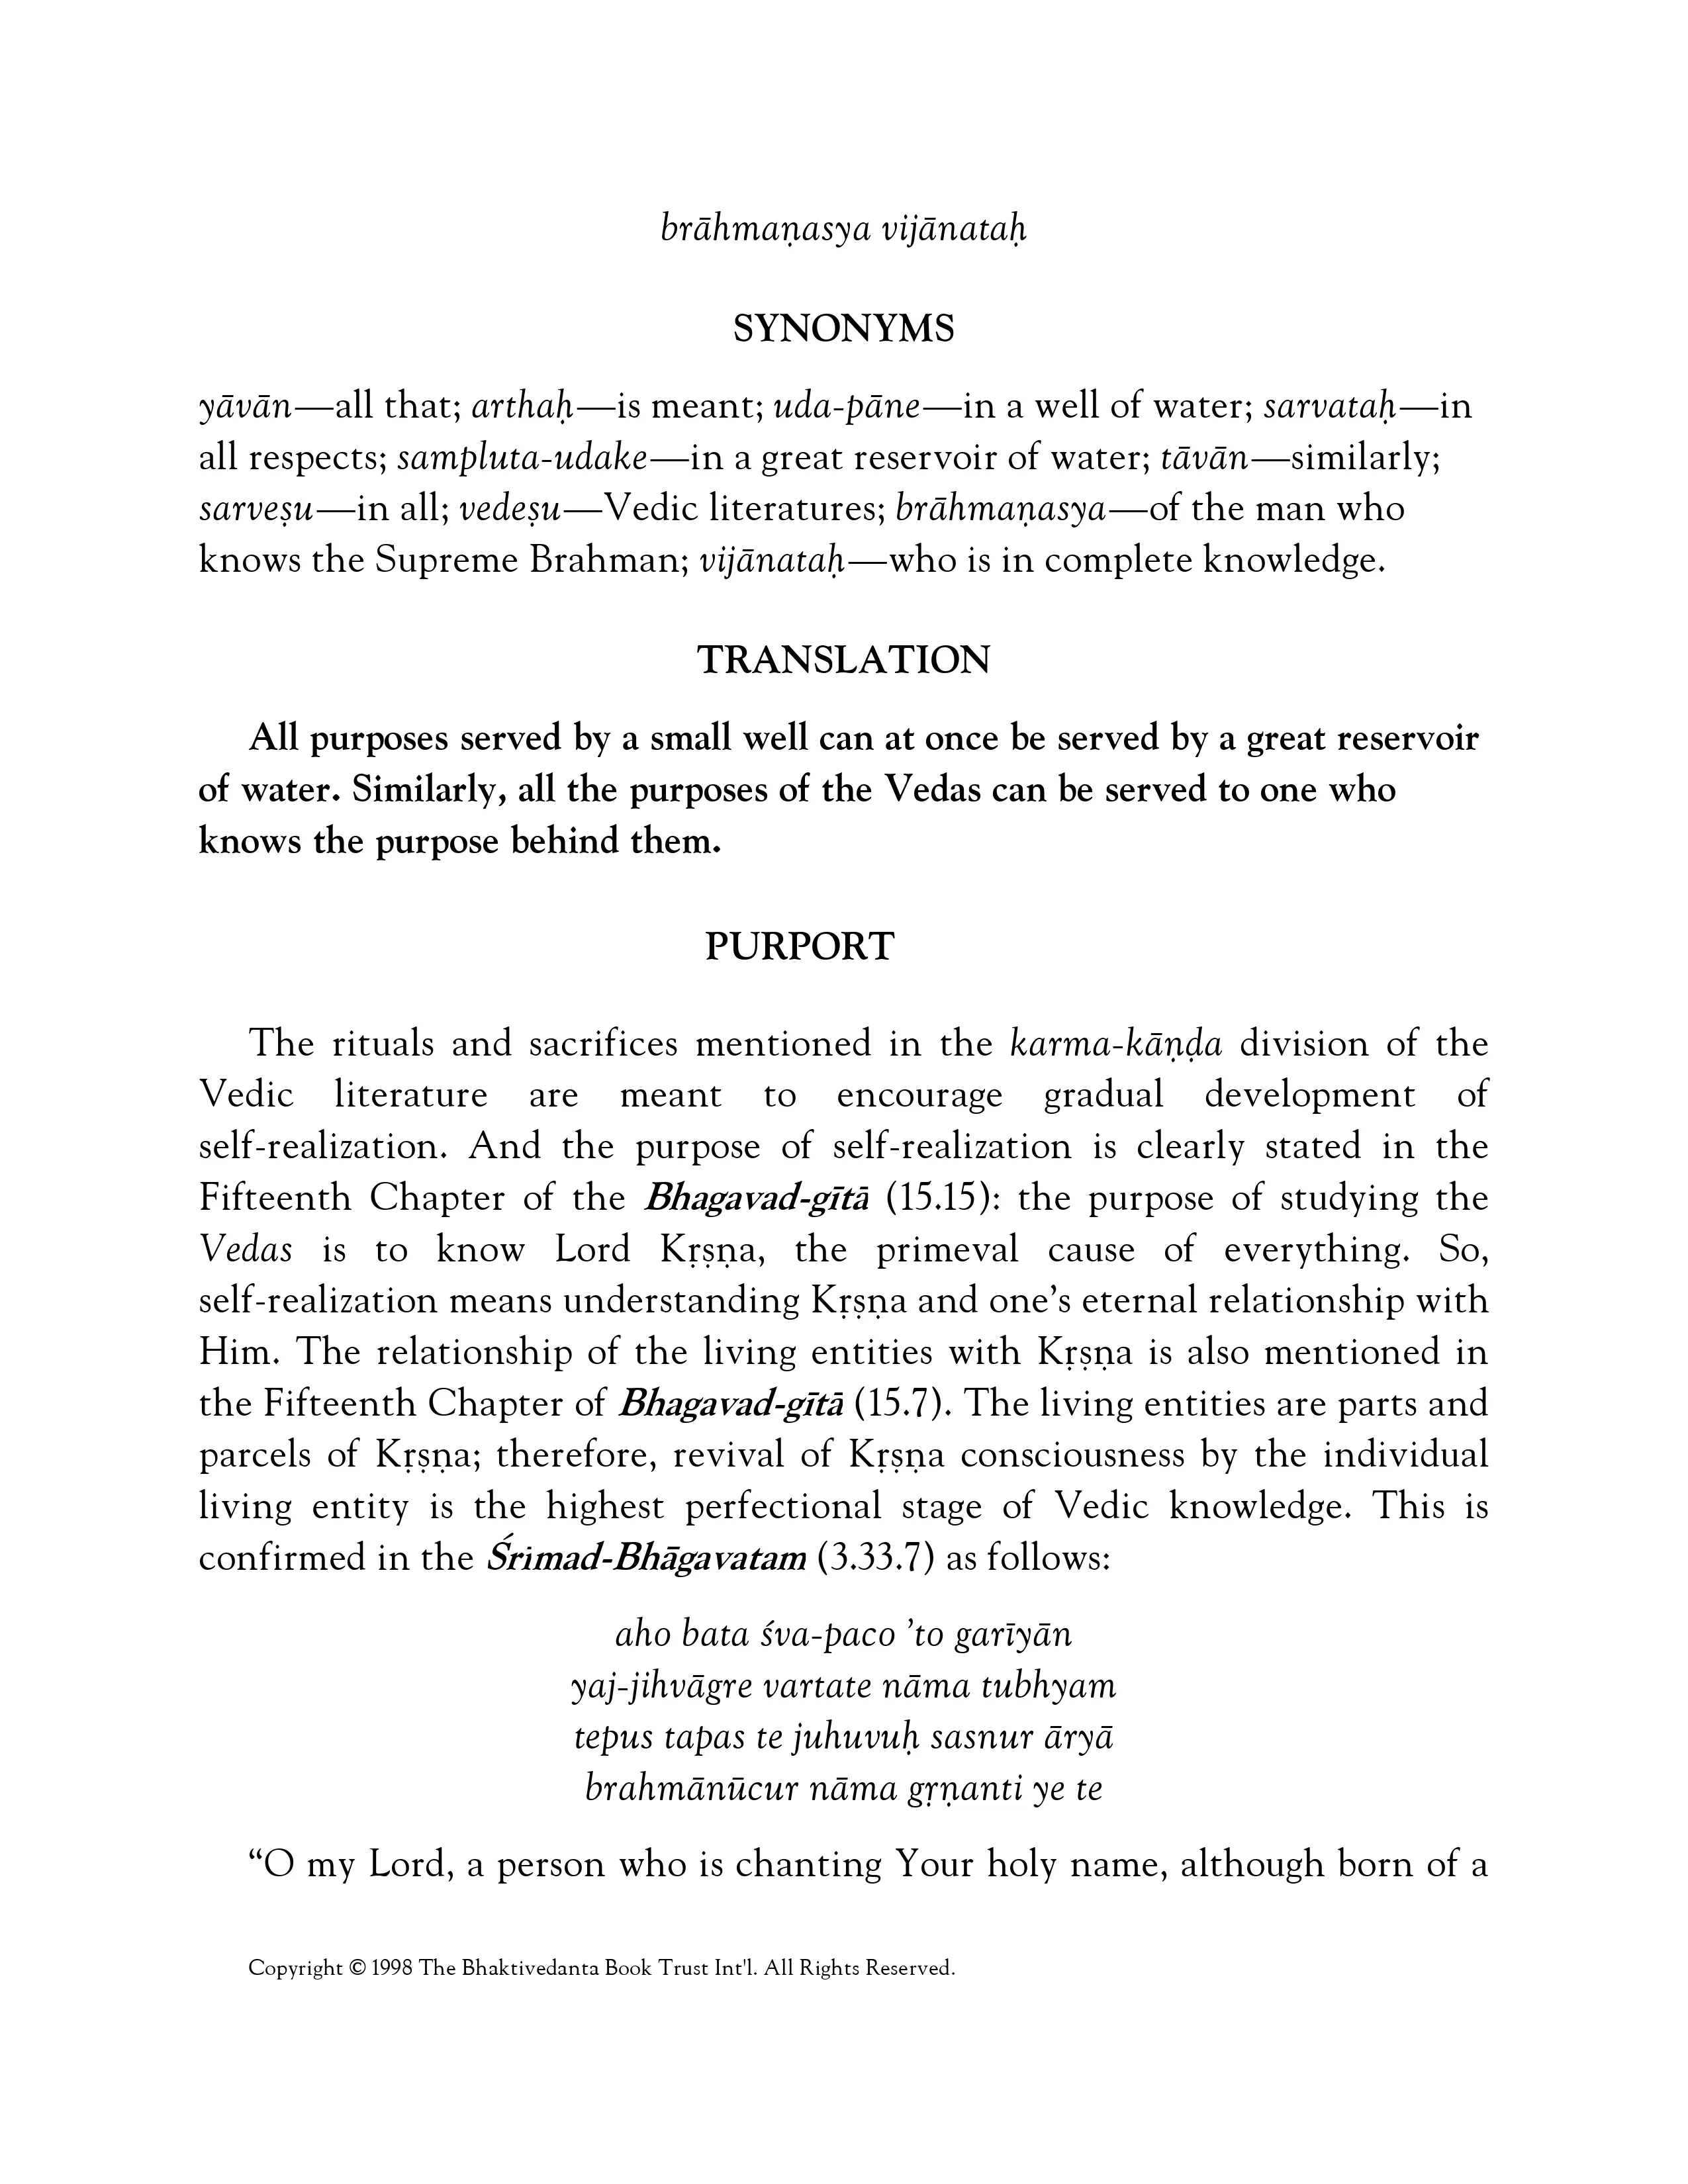 brāhmaṇasya vijānataḥ
SYNONYMS
yāvān—all that; arthaḥ—is meant; uda-pāne—in a well of water; sarvataḥ—in
all respects; sampluta-udake—in a great reservoir of water; tāvān—similarly;
sarveṣu—in all; vedeṣu—Vedic literatures; brāhmaṇasya—of the man who
knows the Supreme Brahman; vijānataḥ—who is in complete knowledge.
TRANSLATION
All purposes served by a small well can at once be served by a great reservoir
of water. Similarly, all the purposes of the Vedas can be served to one who
knows the purpose behind them.
PURPORT
The rituals and sacrifices mentioned in the karma-kāṇḍa division of the
Vedic literature are meant to encourage gradual development of
self-realization. And the purpose of self-realization is clearly stated in the
Fifteenth Chapter of the Bhagavad-gītā (15.15): the purpose of studying the
Vedas is to know Lord Kṛṣṇa, the primeval cause of everything. So,
self-realization means understanding Kṛṣṇa and one’s eternal relationship with
Him. The relationship of the living entities with Kṛṣṇa is also mentioned in
the Fifteenth Chapter of Bhagavad-gītā (15.7). The living entities are parts and
parcels of Kṛṣṇa; therefore, revival of Kṛṣṇa consciousness by the individual
living entity is the highest perfectional stage of Vedic knowledge. This is
confirmed in the Śrimad-Bhāgavatam (3.33.7) as follows:
aho bata śva-paco ’to garīyān
yaj-jihvāgre vartate nāma tubhyam
tepus tapas te juhuvuḥ sasnur āryā
brahmānūcur nāma gṛṇanti ye te
“O my Lord, a person who is chanting Your holy name, although born of a
Copyright © 1998 The Bhaktivedanta Book Trust Int'l. All Rights Reserved.